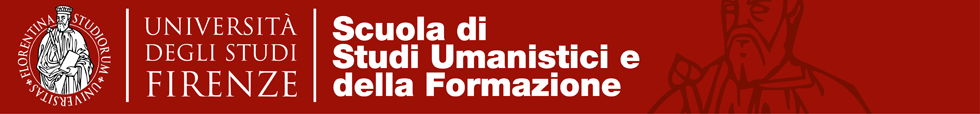 FLORENTINA STUDIORUM UNIVERSITAS
UNIVERSITÀ
DEGLI STUDI
FIRENZE
Scuola di
Studi Umanistici e
della Formazione